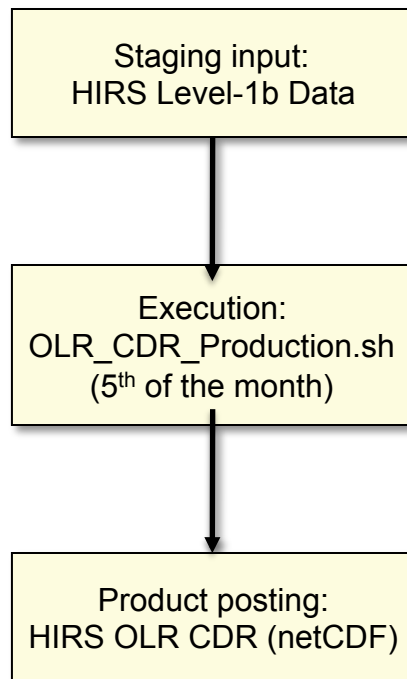 Staging input:
HIRS Level-1b Data
Execution:
OLR_CDR_Production.sh
(5th of the month)
Product posting:
HIRS OLR CDR (netCDF)